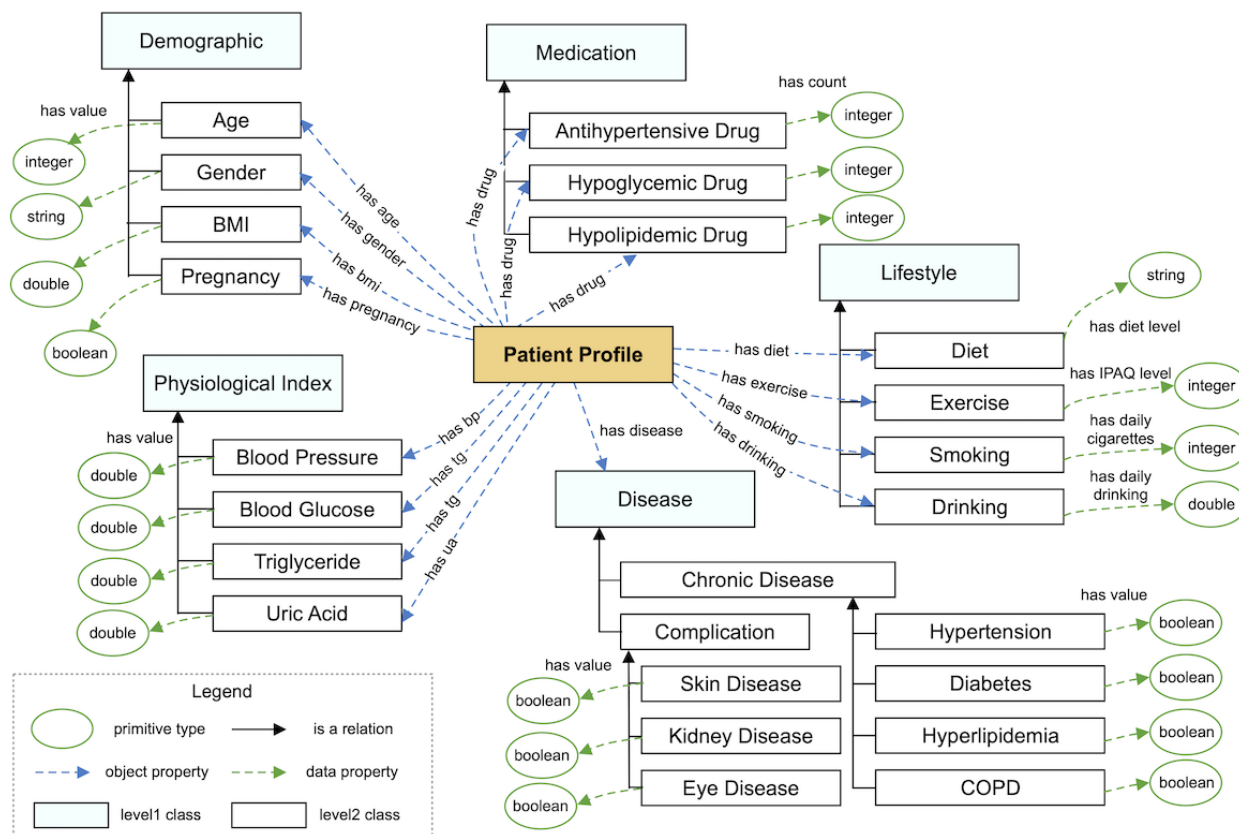 Demographic
has value
Age
integer
Gender
string
BMI
double
Pregnancy
boolean
has age
has gender
has bmi
has pregnancy
Medication
has count
Antihypertensive Drug
integer
Hypoglycemic Drug
integer
Hypolipidemic Drug
integer
has drug
has drug
has drug
Patient Profile
Lifestyle
string
has diet level
has diet
Diet
has IPAQ level
has exercise
Exercise
integer
has smoking
Smoking
has daily
cigarettes
integer
has drinking
Drinking
has daily
drinking
double
Physiological Index
has value
Blood Pressure
double
Blood Glucose
double
Triglyceride
double
Uric Acid
double
has bp
has tg
has tg
has ua
has disease
Disease
Chronic Disease
Complication
has value
Skin Disease
boolean
Kidney Disease
boolean
Eye Disease
boolean
has value
Hypertension
boolean
Diabetes
boolean
Hyperlipidemia
boolean
COPD
boolean
Legend
primitive type
is a relation
object property
data property
level1 class
level2 class